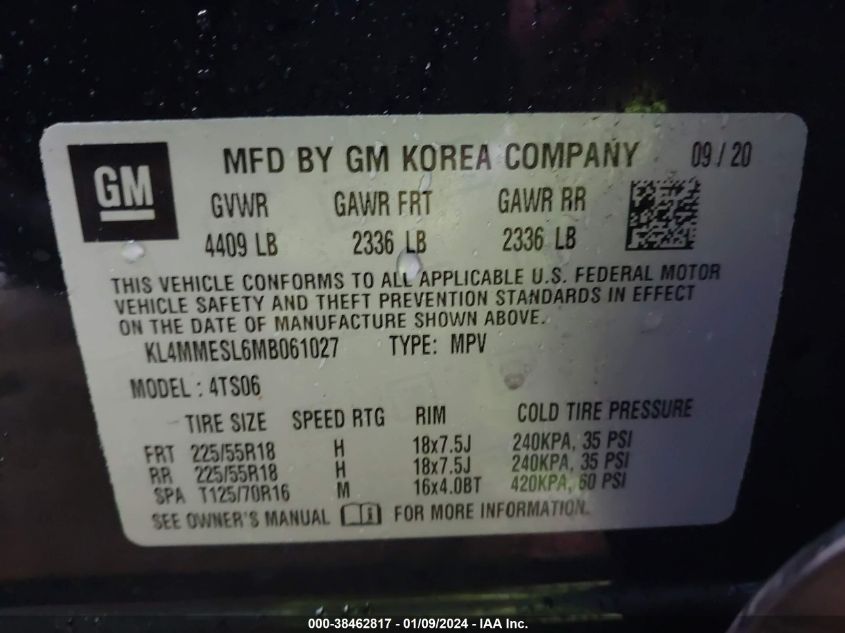 GM
MFD BY GM KOREA COMPANY 09/20
GVWR GAWR FRT GAWR RR
4409 LB 2336 LB 2336 LB
THIS VEHICLE CONFORMS TO ALL APPLICABLE U.S. FEDERAL MOTOR
VEHICLE SAFETY AND THEFT PREVENTION STANDARDS IN EFFECT
ON THE DATE OF MANUFACTURE SHOWN ABOVE.
KL4MMESL6MB061027 TYPE: MPV
MODEL: 4TS06
TIRE SIZE SPEED RTG RIM COLD TIRE PRESSURE
FRT 225/55R18 H 18x7.5J 240KPA, 35 PSI
RR 225/55R18 H 18x7.5J 240KPA, 35 PSI
SPA T125/70R16 M 16x4.0BT 420KPA, 60 PSI
SEE OWNER'S MANUAL FOR MORE INFORMATION.
000-38462817 - 01/09/2024 - IAA Inc.